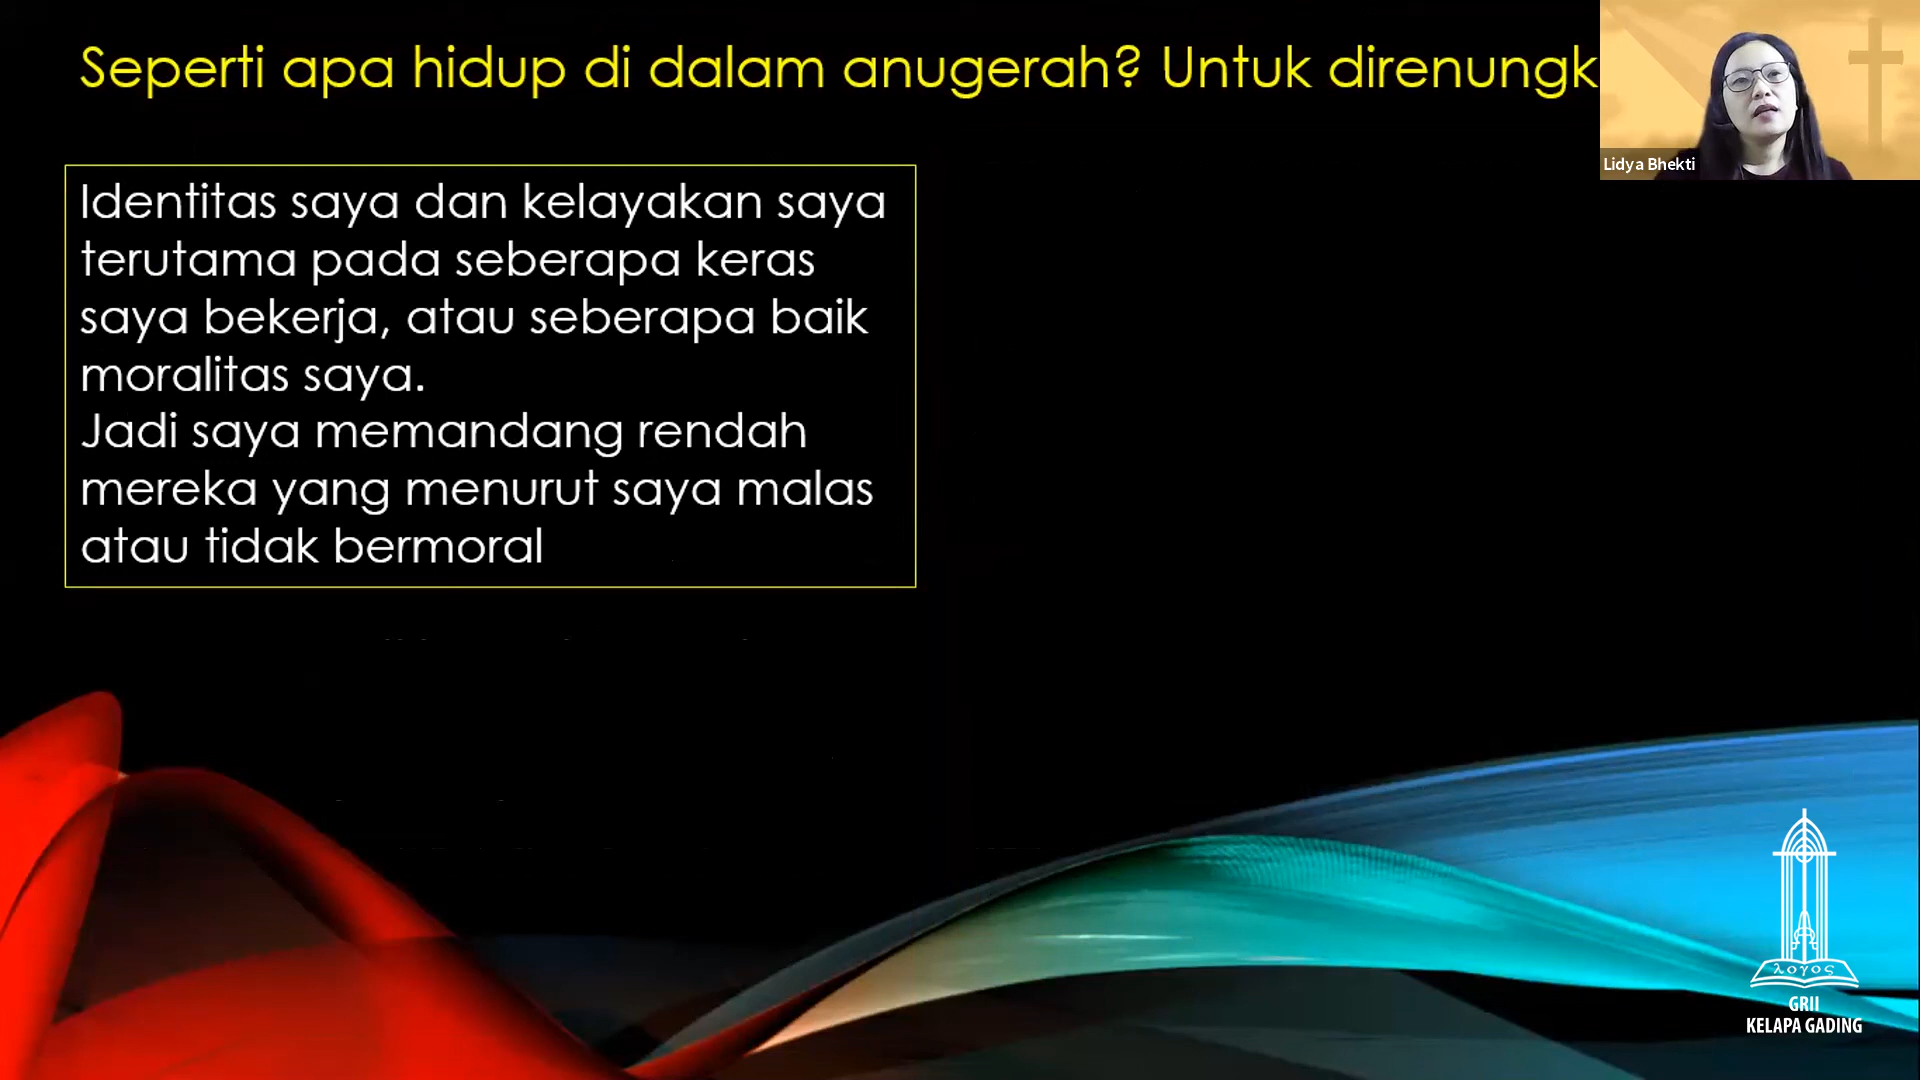 Seperti apa hidup di dalam anugerah? Untuk direnungk
Lidya Bhekti
Identitas saya dan kelayakan saya
terutama pada seberapa keras
saya bekerja, atau seberapa baik
moralitas saya.
Jadi saya memandang rendah
mereka yang menurut saya malas
atau tidak bermoral
λογος
GRII
KELAPA GADING